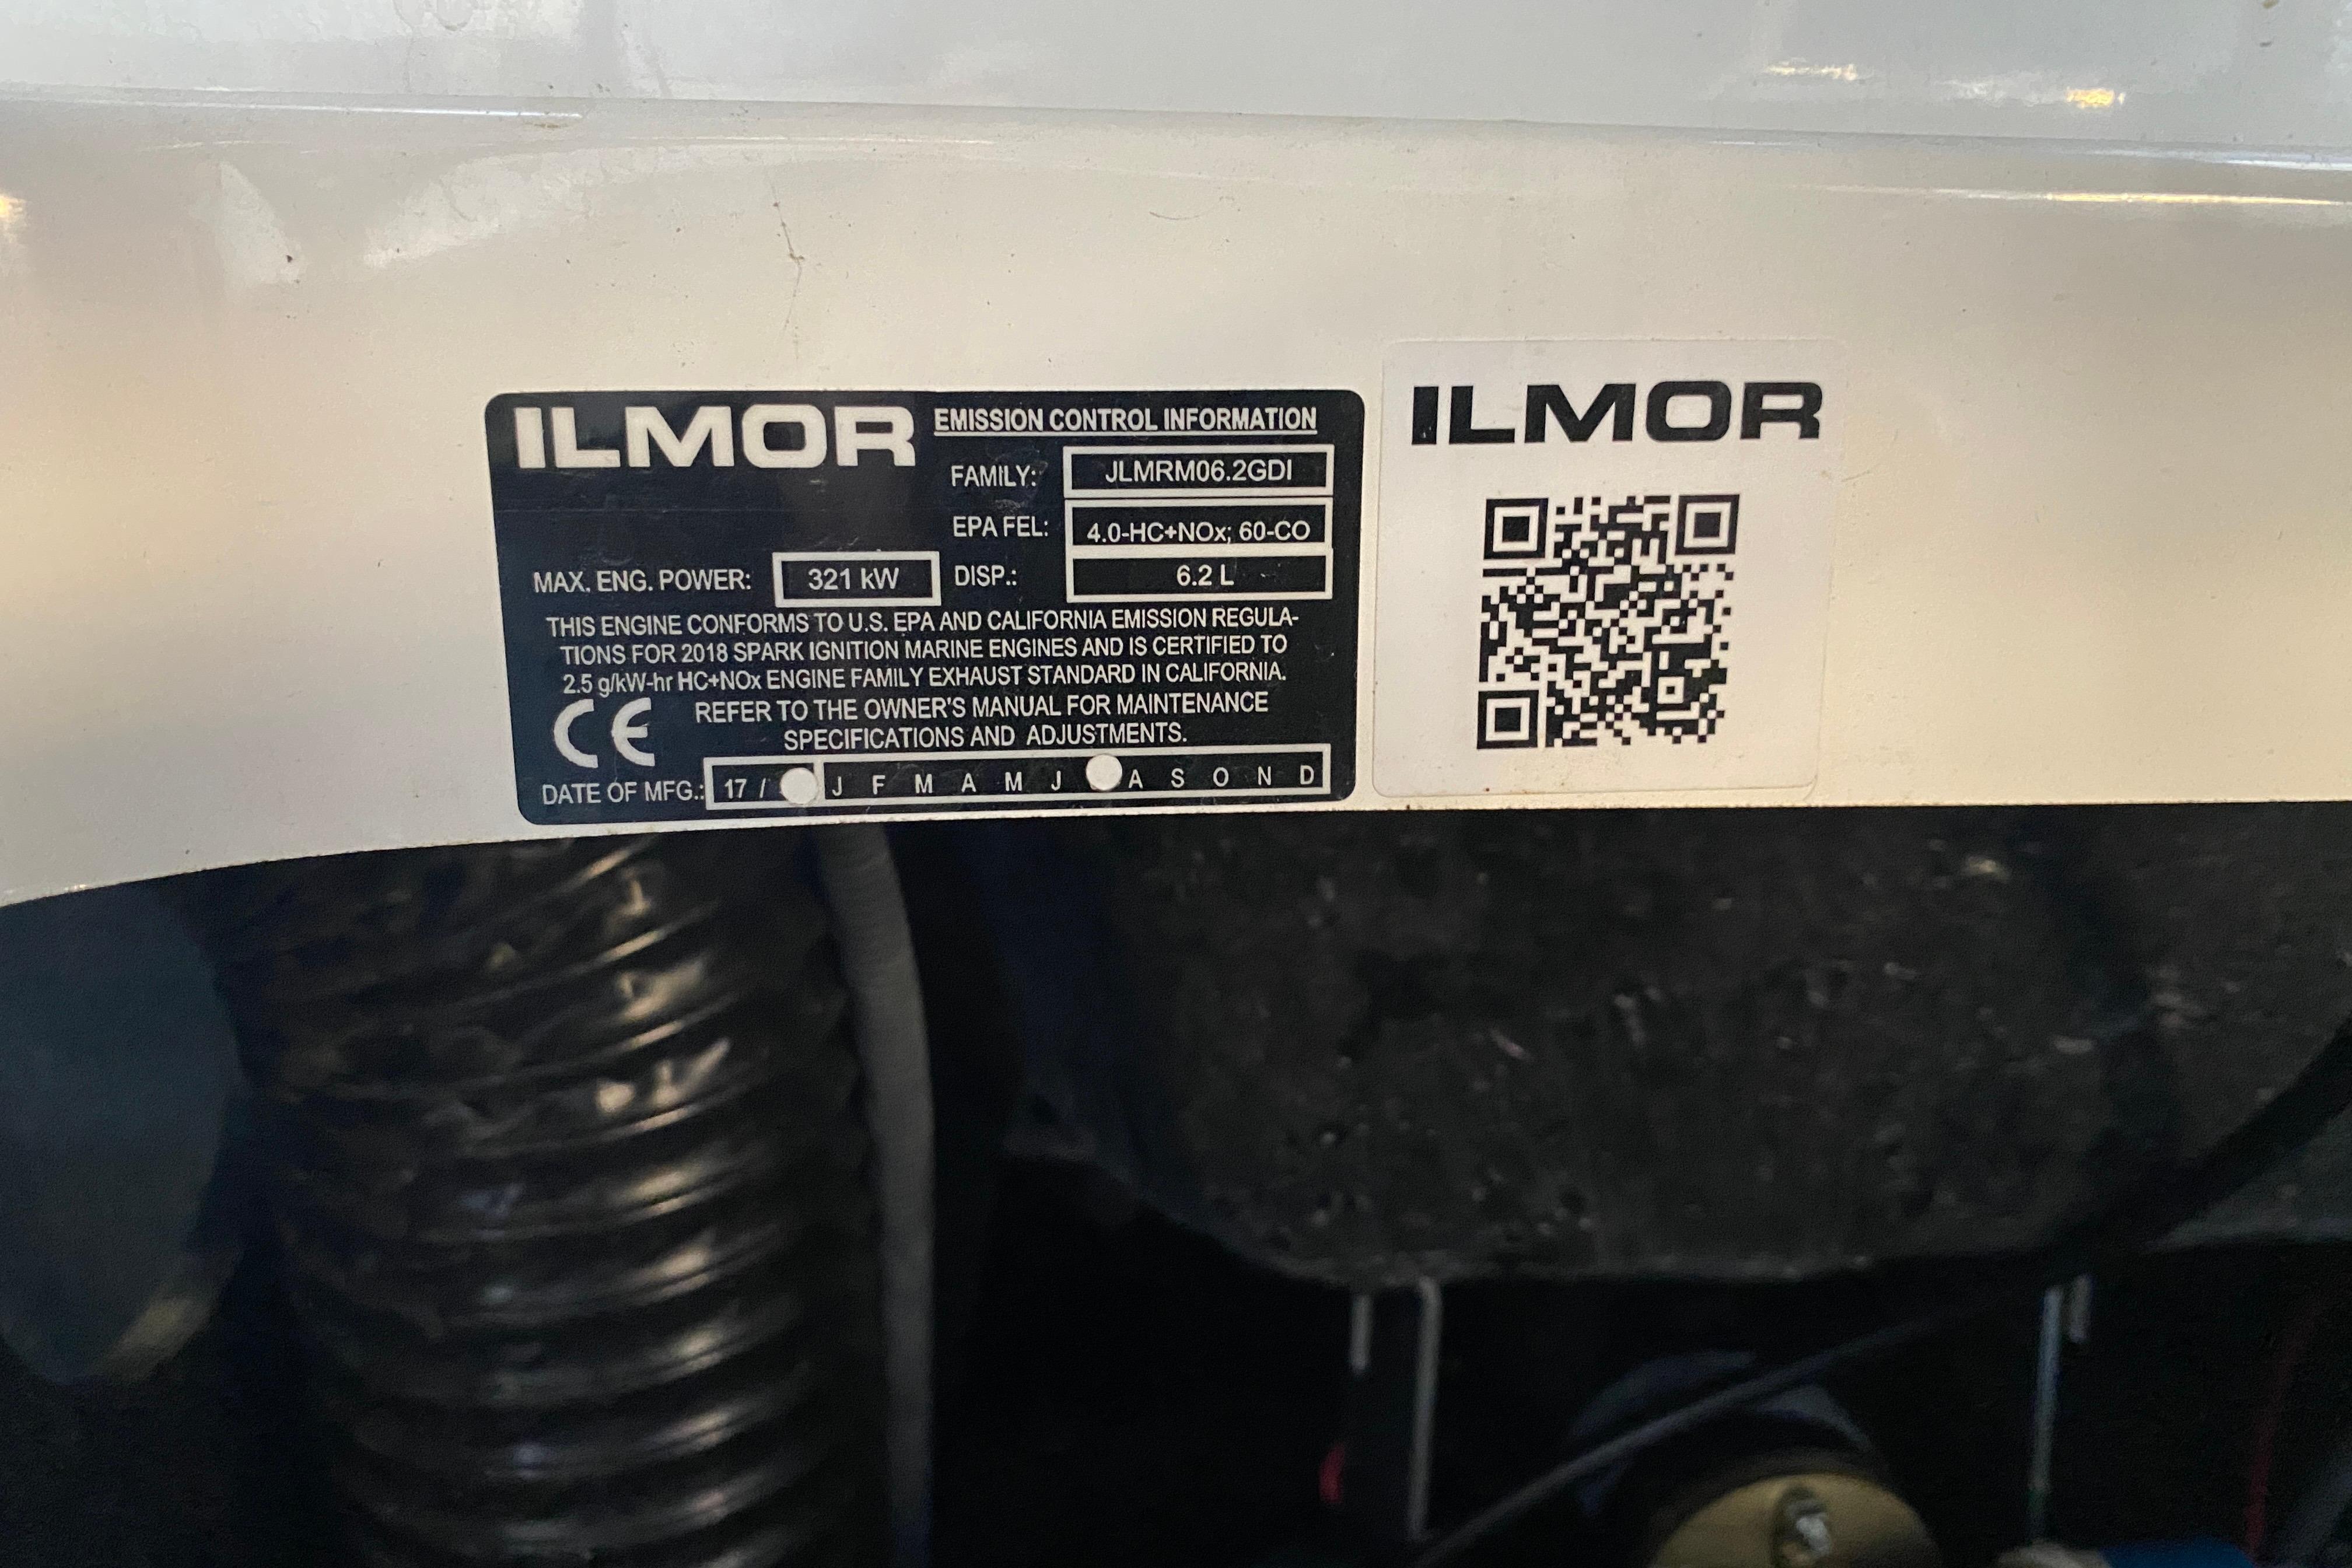 ILMOR EMISSION CONTROL INFORMATION
FAMILY: JLMRM06.2GDI
EPA FEL: 4.0-HC+NOx; 60-CO
MAX. ENG. POWER: 321 kW DISP.: 6.2 L
THIS ENGINE CONFORMS TO U.S. EPA AND CALIFORNIA EMISSION REGULA-
TIONS FOR 2018 SPARK IGNITION MARINE ENGINES AND IS CERTIFIED TO
2.5 g/kW-hr HC+NOx ENGINE FAMILY EXHAUST STANDARD IN CALIFORNIA.
CE REFER TO THE OWNER'S MANUAL FOR MAINTENANCE
SPECIFICATIONS AND ADJUSTMENTS.
DATE OF MFG.: 17 / J F M A M J A S O N D
ILMOR